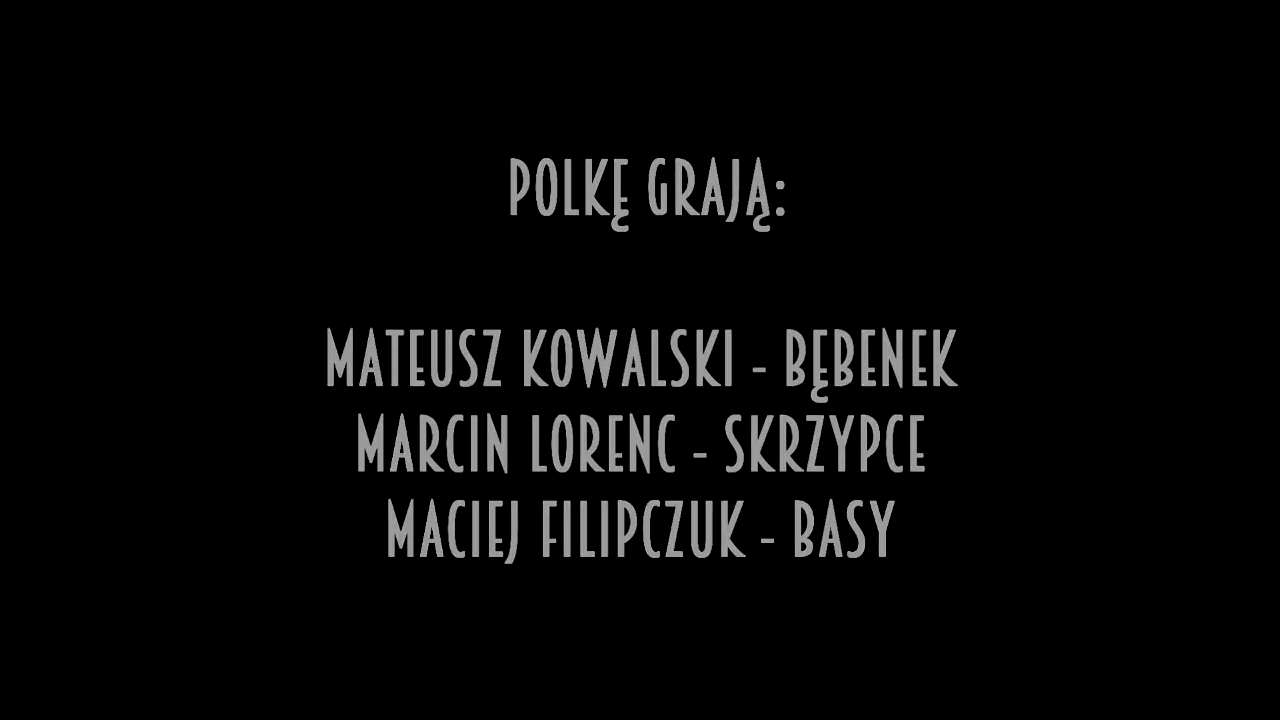 POLKĘ GRAJĄ:
MATEUSZ KOWALSKI - BĘBENEK
MARCIN LORENC - SKRZYPCE
MACIEJ FILIPCZUK - BASY